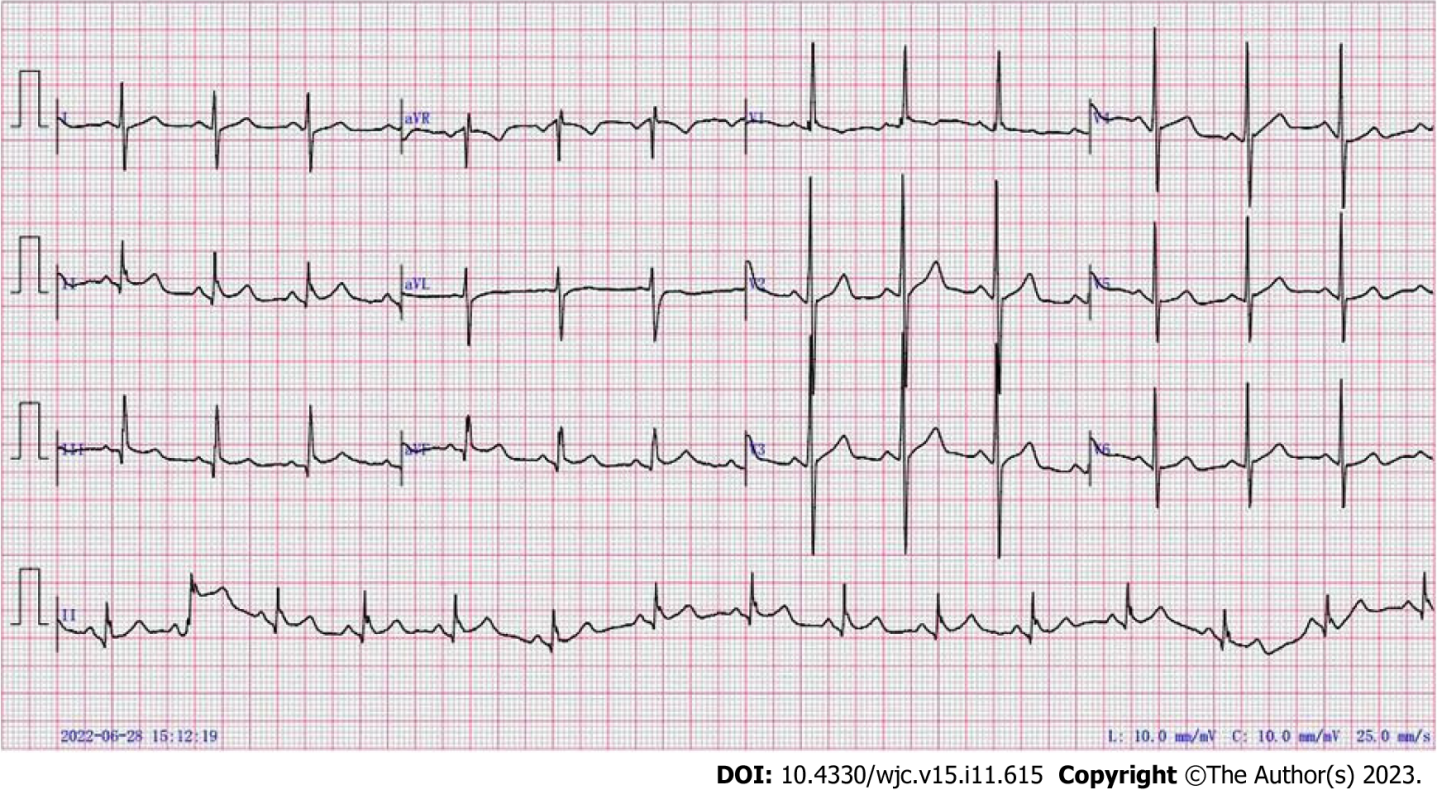 I aVR V1 V4
II aVL V2 V5
III aVF V3 V6
II
2022-06-28 15:12:19 L: 10.0 mm/mV C: 10.0 mm/mV 25.0 mm/s
DOI: 10.4330/wjc.v15.i11.615 Copyright ©The Author(s) 2023.